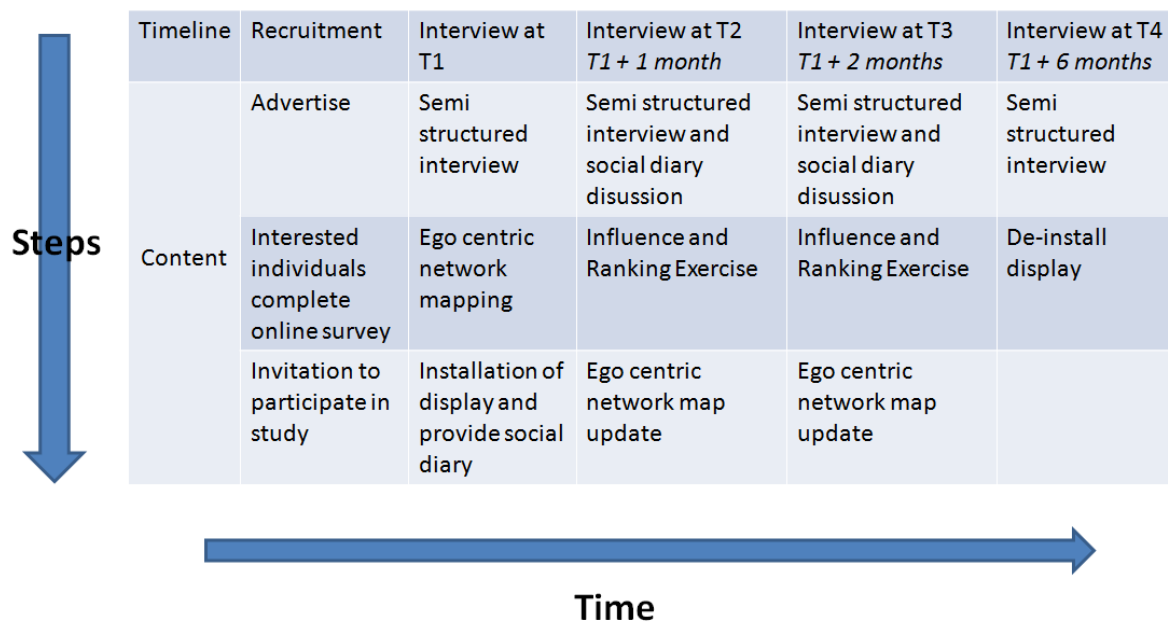 Timeline
Recruitment
Interview at
T1
Interview at T2
T1 + 1 month
Interview at T3
T1 + 2 months
Interview at T4
T1 + 6 months
Steps
Content
Advertise
Semi
structured
interview
Semi structured
interview and
social diary
disussion
Semi structured
interview and
social diary
disussion
Semi
structured
interview
Interested
individuals
complete
online survey
Ego centric
network
mapping
Influence and
Ranking Exercise
Influence and
Ranking Exercise
De-install
display
Invitation to
participate in
study
Installation of
display and
provide social
diary
Ego centric
network map
update
Ego centric
network map
update
Time